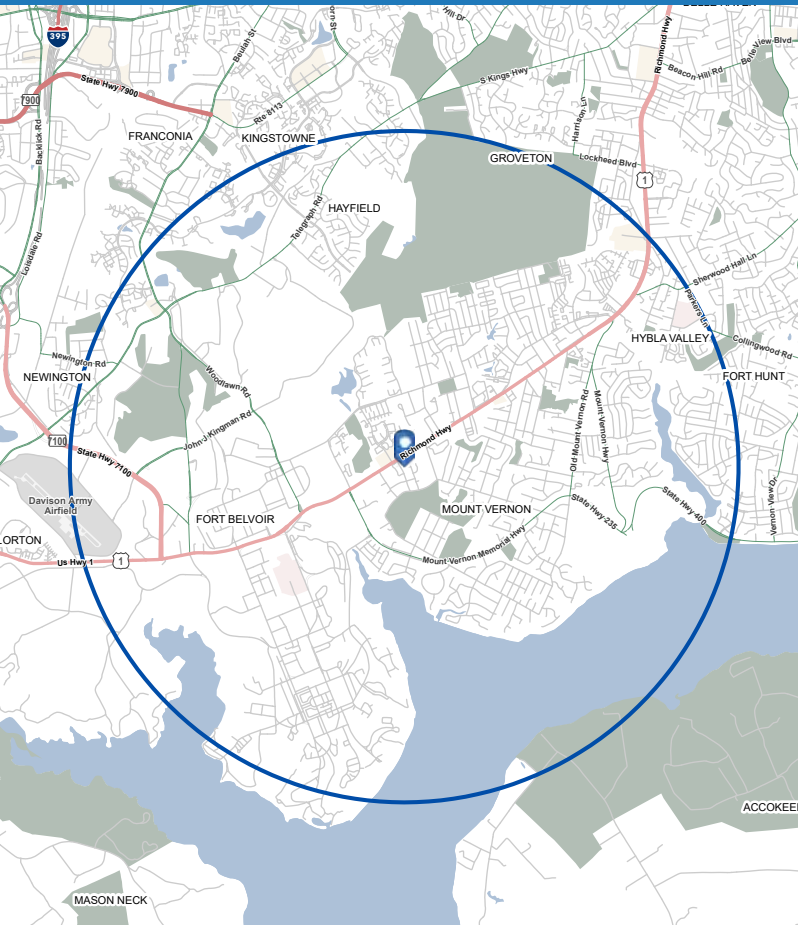 395
State Hwy 7900
7900
Backlick Rd
Beulah St
Rte 8113
S Kings Hwy
Harrison Ln
Richmond Hwy
Beacon Hill Rd
Belle View Blvd
FRANCONIA
KINGSTOWNE
GROVETON
Lockheed Blvd
1
HAYFIELD
Telegraph Rd
Loisdale Rd
Sherwood Hall Ln
Parkers Ln
HYBLA VALLEY
Collingwood Rd
FORT HUNT
Newington Rd
NEWINGTON
Woodlawn Rd
John J Kingman Rd
Old Mount Vernon Rd
Mount Vernon Hwy
Richmond Hwy
7100
State Hwy 7100
Davison Army
Airfield
FORT BELVOIR
MOUNT VERNON
State Hwy 235
State Hwy 400
Vernon View Dr
LORTON
Us Hwy 1
1
Mount Vernon Memorial Hwy
MASON NECK